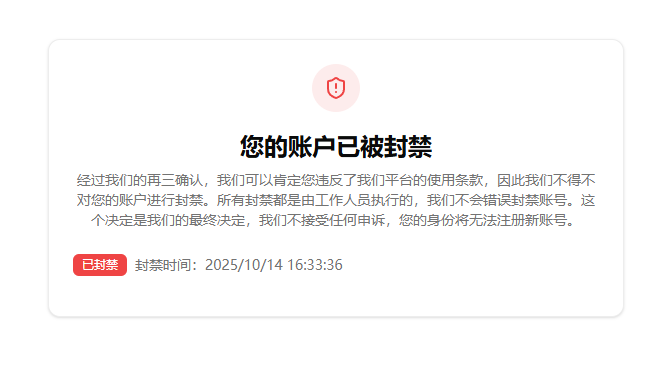 您的账户已被封禁
经过我们的再三确认，我们可以肯定您违反了我们平台的使用条款，因此我们不得不
对您的账户进行封禁。所有封禁都是由工作人员执行的，我们不会错误封禁账号。这
个决定是我们的最终决定，我们不接受任何申诉，您的身份将无法注册新账号。
已封禁 封禁时间：2025/10/14 16:33:36